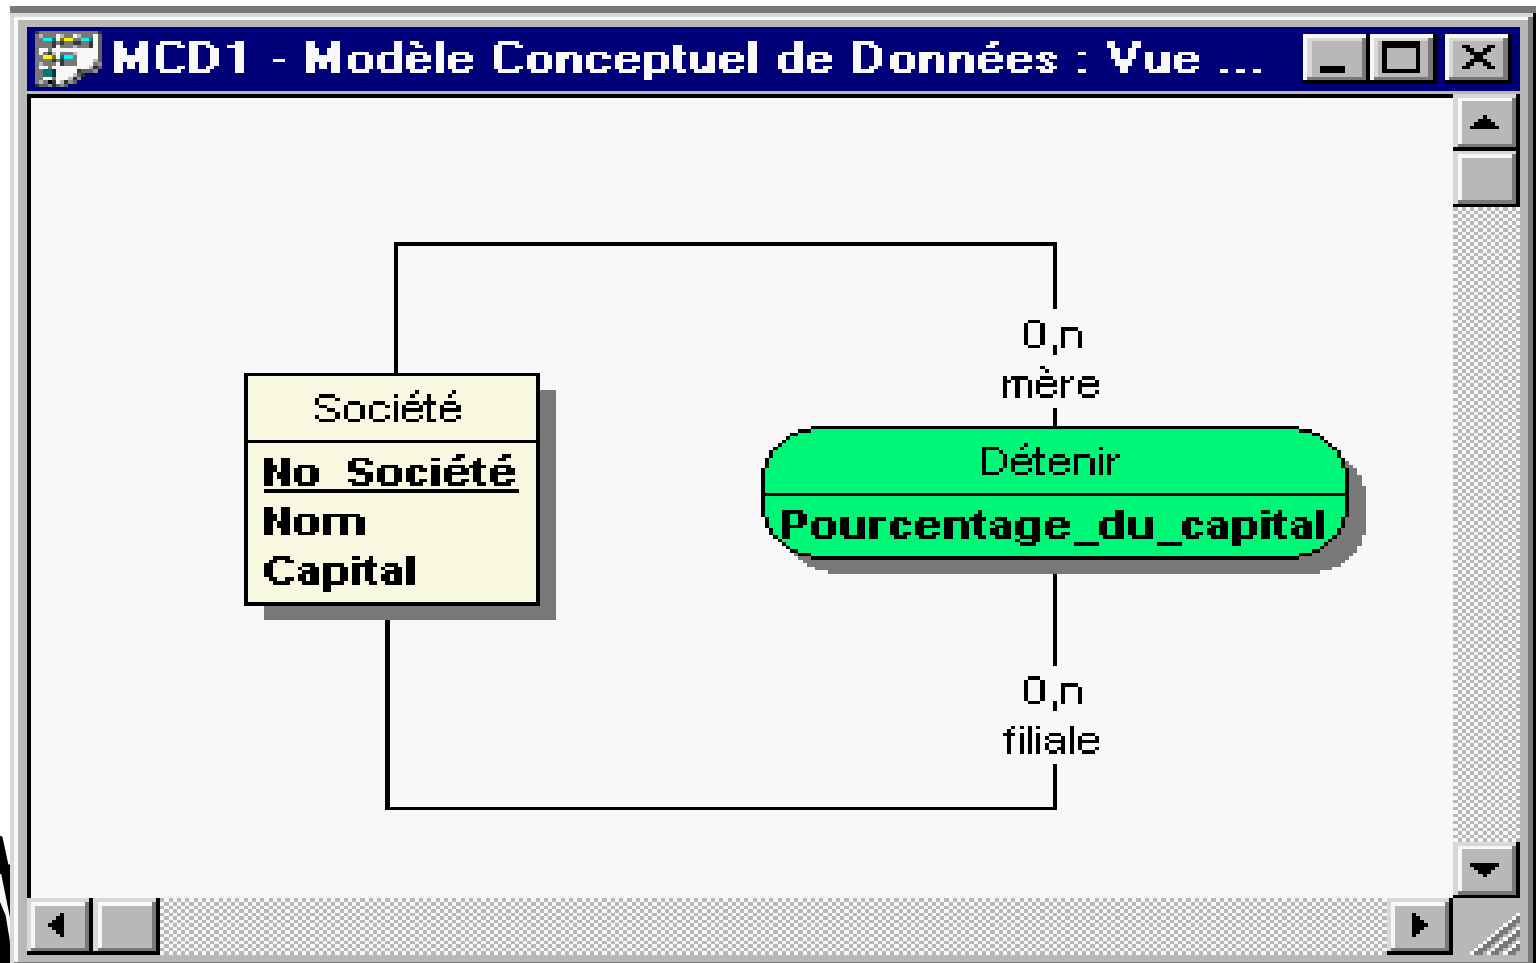 MCD1 - Modèle Conceptuel de Données : Vue ...
0,n
mère
Société
No_Société
Nom
Capital
Détenir
Pourcentage_du_capital
0,n
filiale